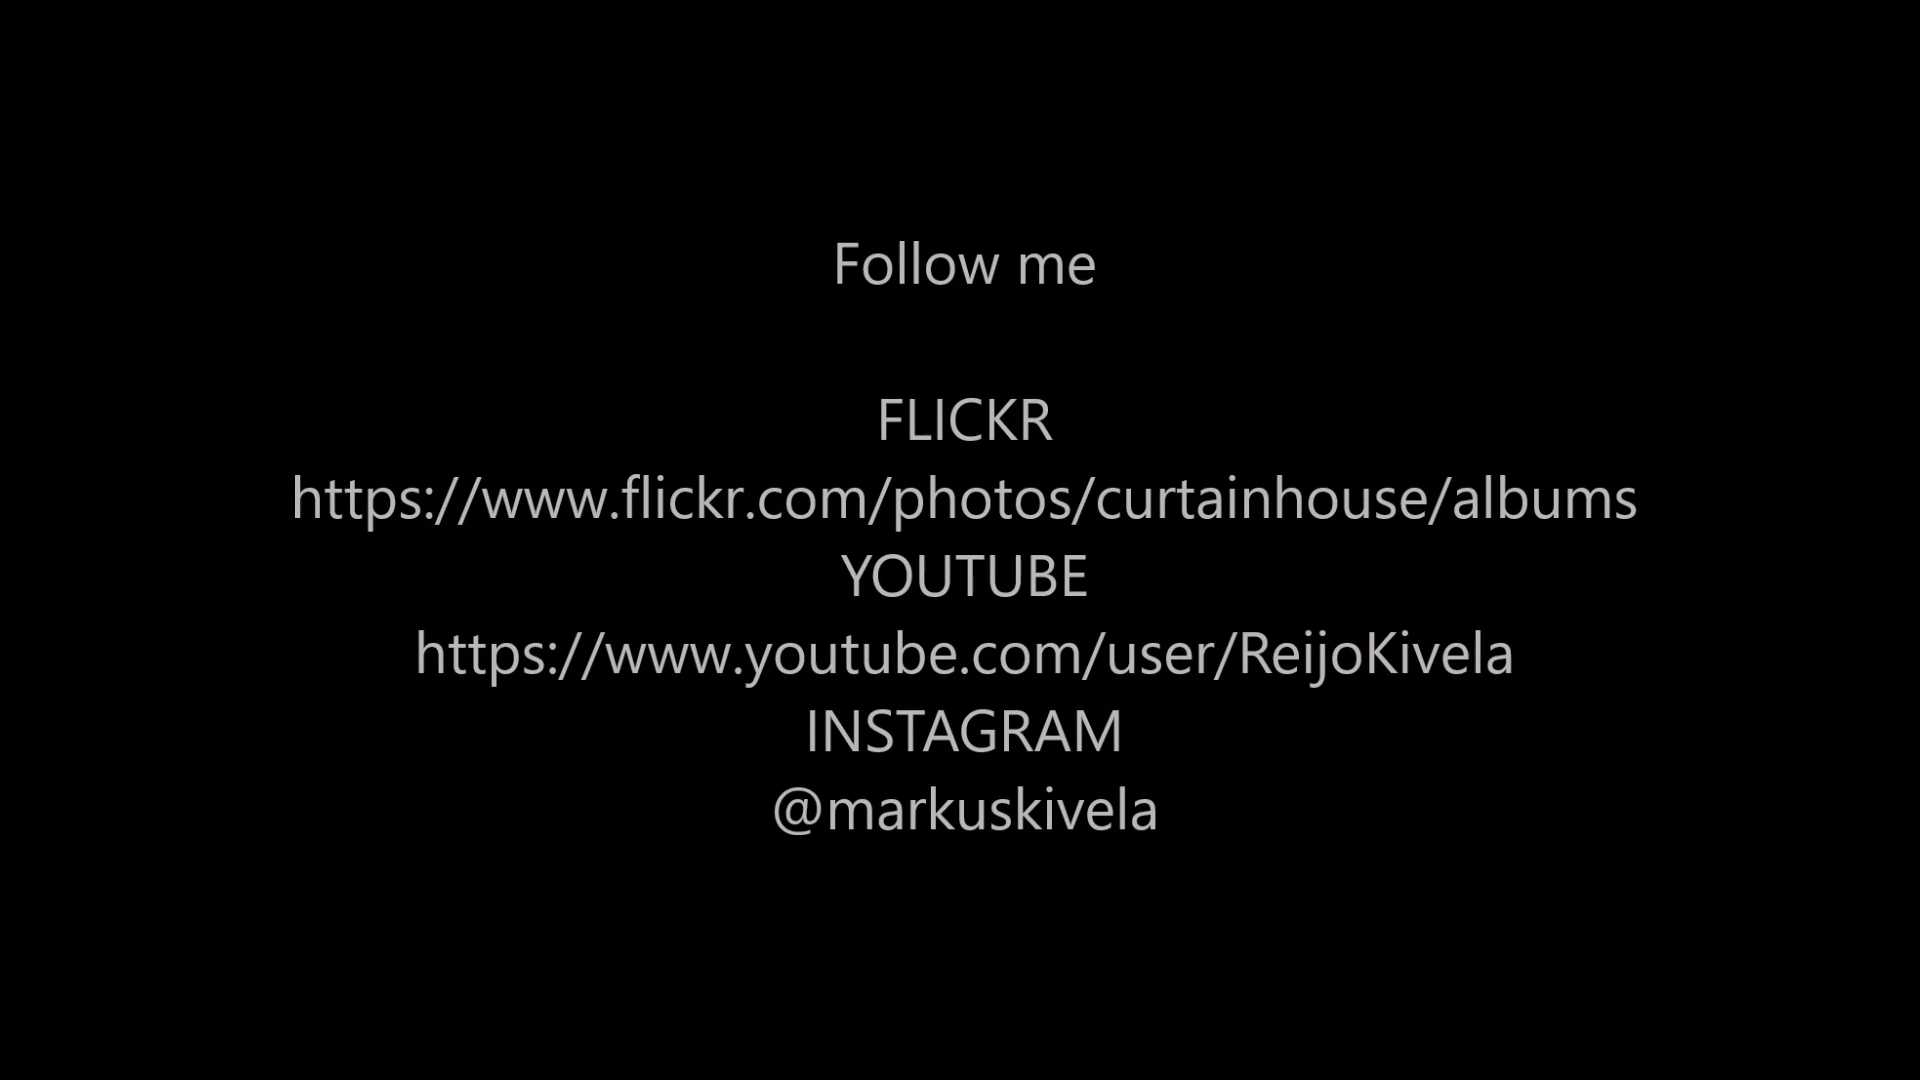 Follow me
FLICKR
https://www.flickr.com/photos/curtainhouse/albums
YOUTUBE
https://www.youtube.com/user/ReijoKivela
INSTAGRAM
@markuskivela